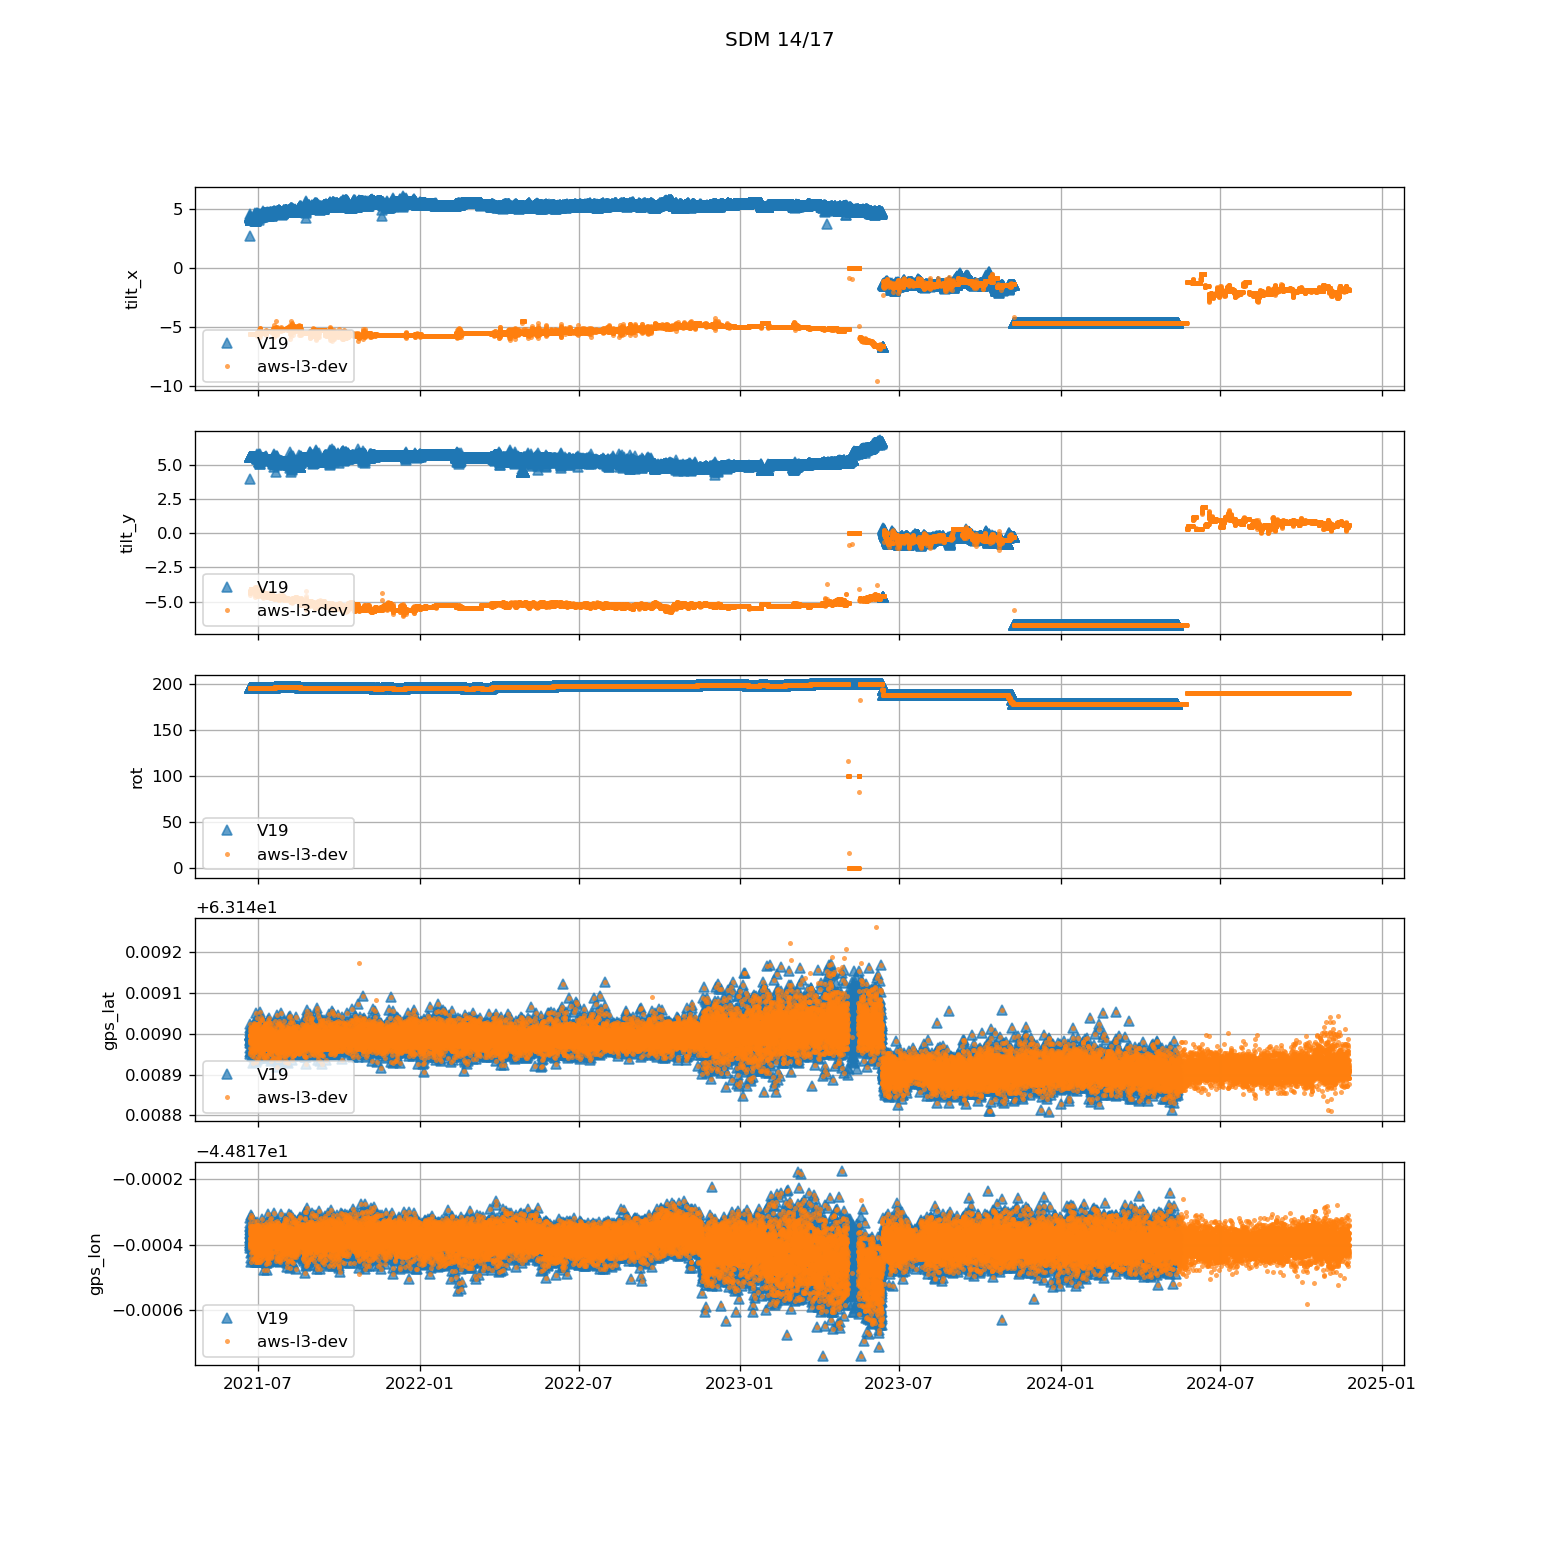 SDM 14/17
5
0
−5
−10
tilt_x
V19
aws-l3-dev
5.0
2.5
0.0
−2.5
−5.0
tilt_y
V19
aws-l3-dev
200
150
100
50
0
rot
V19
aws-l3-dev
+6.314e1
0.0092
0.0091
0.0090
0.0089
0.0088
gps_lat
V19
aws-l3-dev
−4.4817e1
−0.0002
−0.0004
−0.0006
gps_lon
V19
aws-l3-dev
2021-07 2022-01 2022-07 2023-01 2023-07 2024-01 2024-07 2025-01